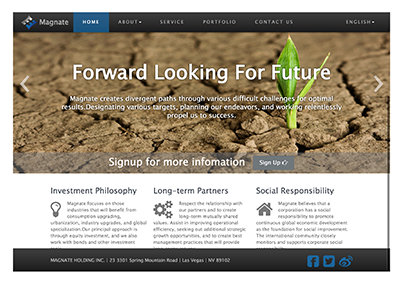 Magnate
HOME
ABOUT
SERVICE
PORTFOLIO
CONTACT US
ENGLISH
Forward Looking For Future
Magnate creates divergent paths through various difficult challenges for optimal
results.Designating various targets, planning our endeavors, and working relentlessly
propel us to success.
Signup for more infomation
Sign Up
Investment Philosophy
Magnate focuses on those
industries that will benefit from
consumption upgrading,
urbanization, industry upgrades, and global
specialization.Our principal approach is
through equity investment, and we also
work with bonds and other investment
Long-term Partners
Respect the relationship with
our partners and to create
long-term mutually shared
values. Assist in improving operational
efficiency, seeking out additional strategic
growth opportunities, and to create best
management practices that will provide
Social Responsibility
Magnate believes that a
corporation has a social
responsibility to promote
continuous global economic development
as the foundation for social improvement.
The international community closely
monitors and supports corporate social
MAGNATE HOLDING INC. | 23 3501 Spring Mountain Road | Las Vegas | NV 89102